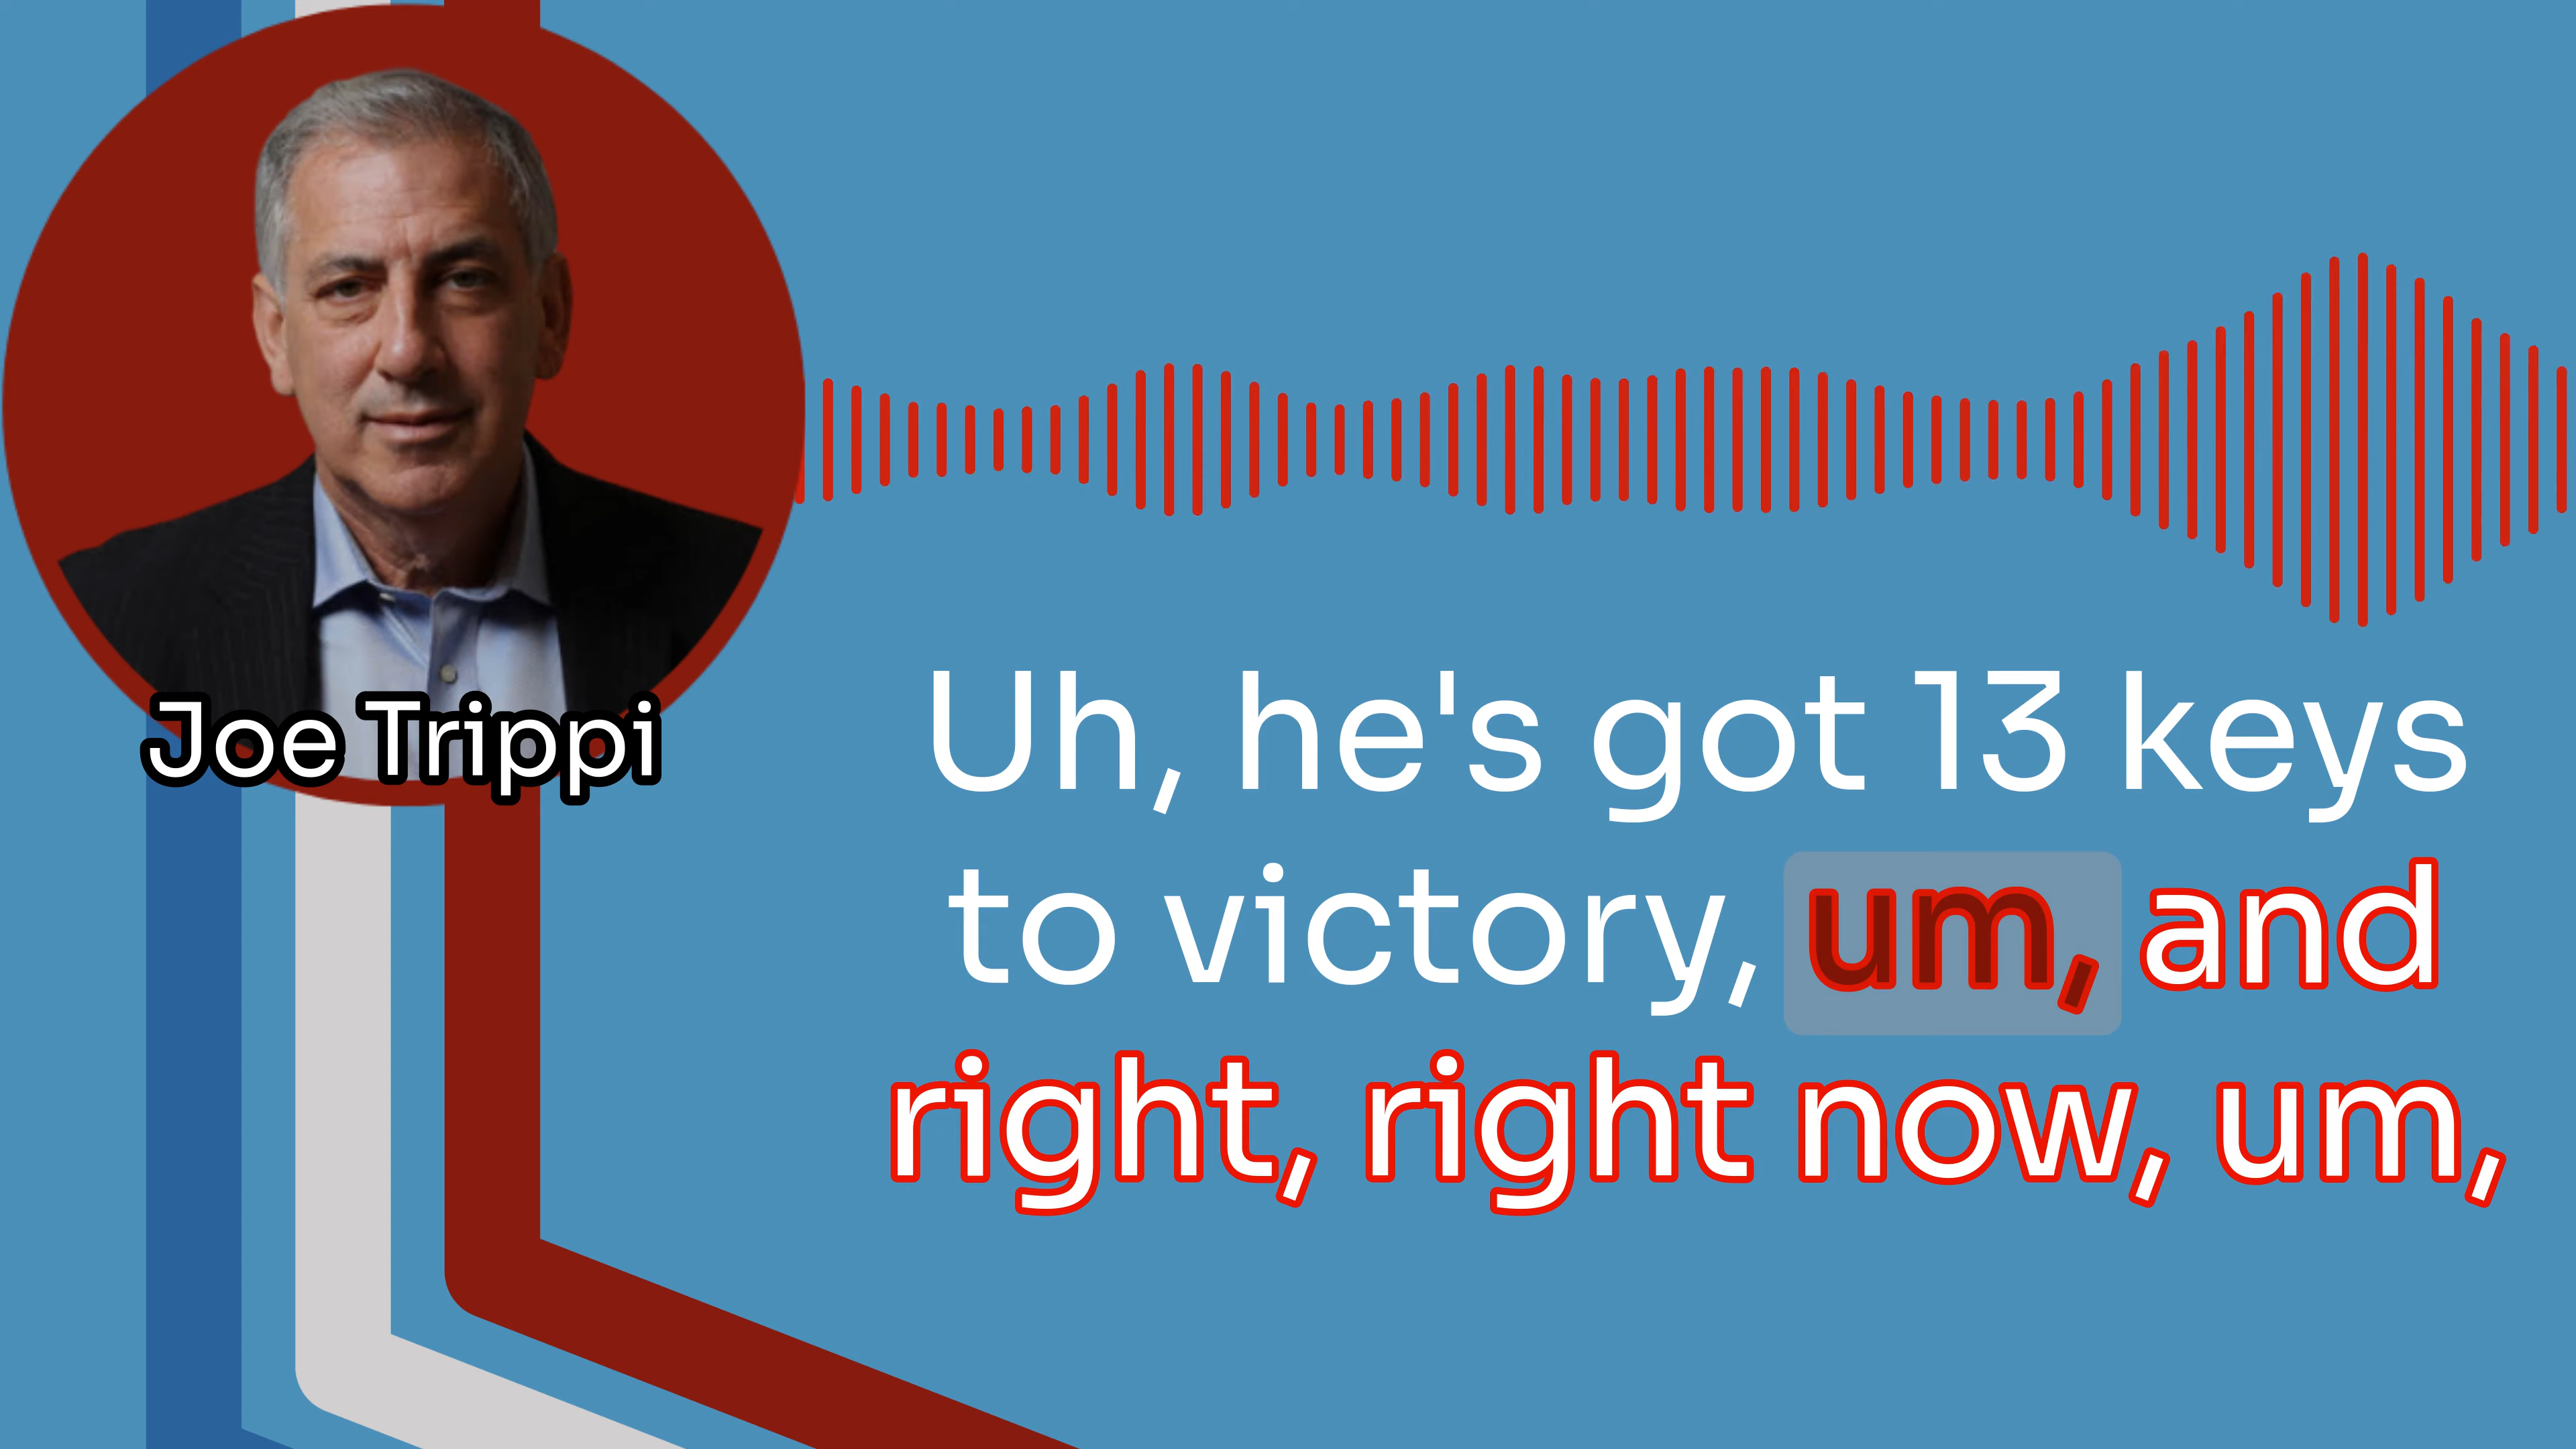 Joe Trippi
Uh, he's got 13 keys
to victory, um, and
right, right now, um,